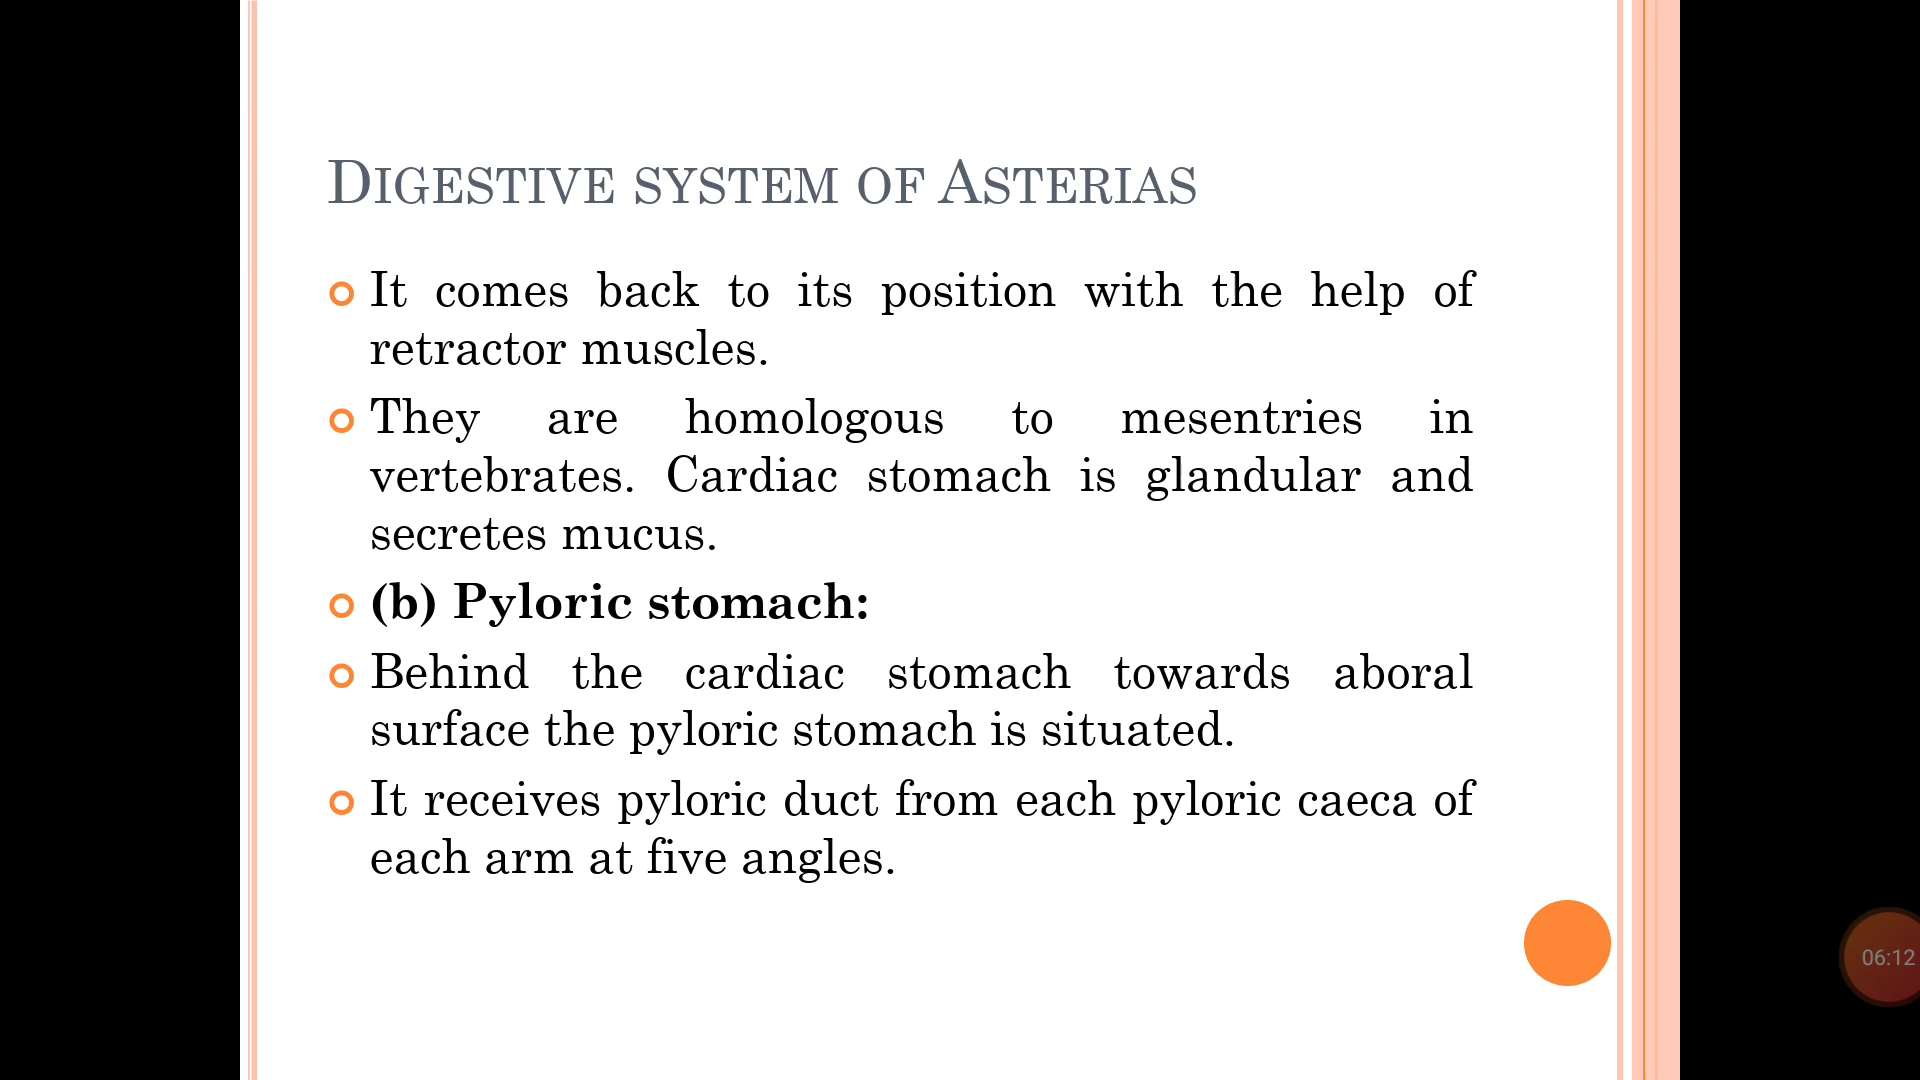 Digestive system of Asterias
It comes back to its position with the help of
retractor muscles.
They are homologous to mesentries in
vertebrates. Cardiac stomach is glandular and
secretes mucus.
(b) Pyloric stomach:
Behind the cardiac stomach towards aboral
surface the pyloric stomach is situated.
It receives pyloric duct from each pyloric caeca of
each arm at five angles.
06:12